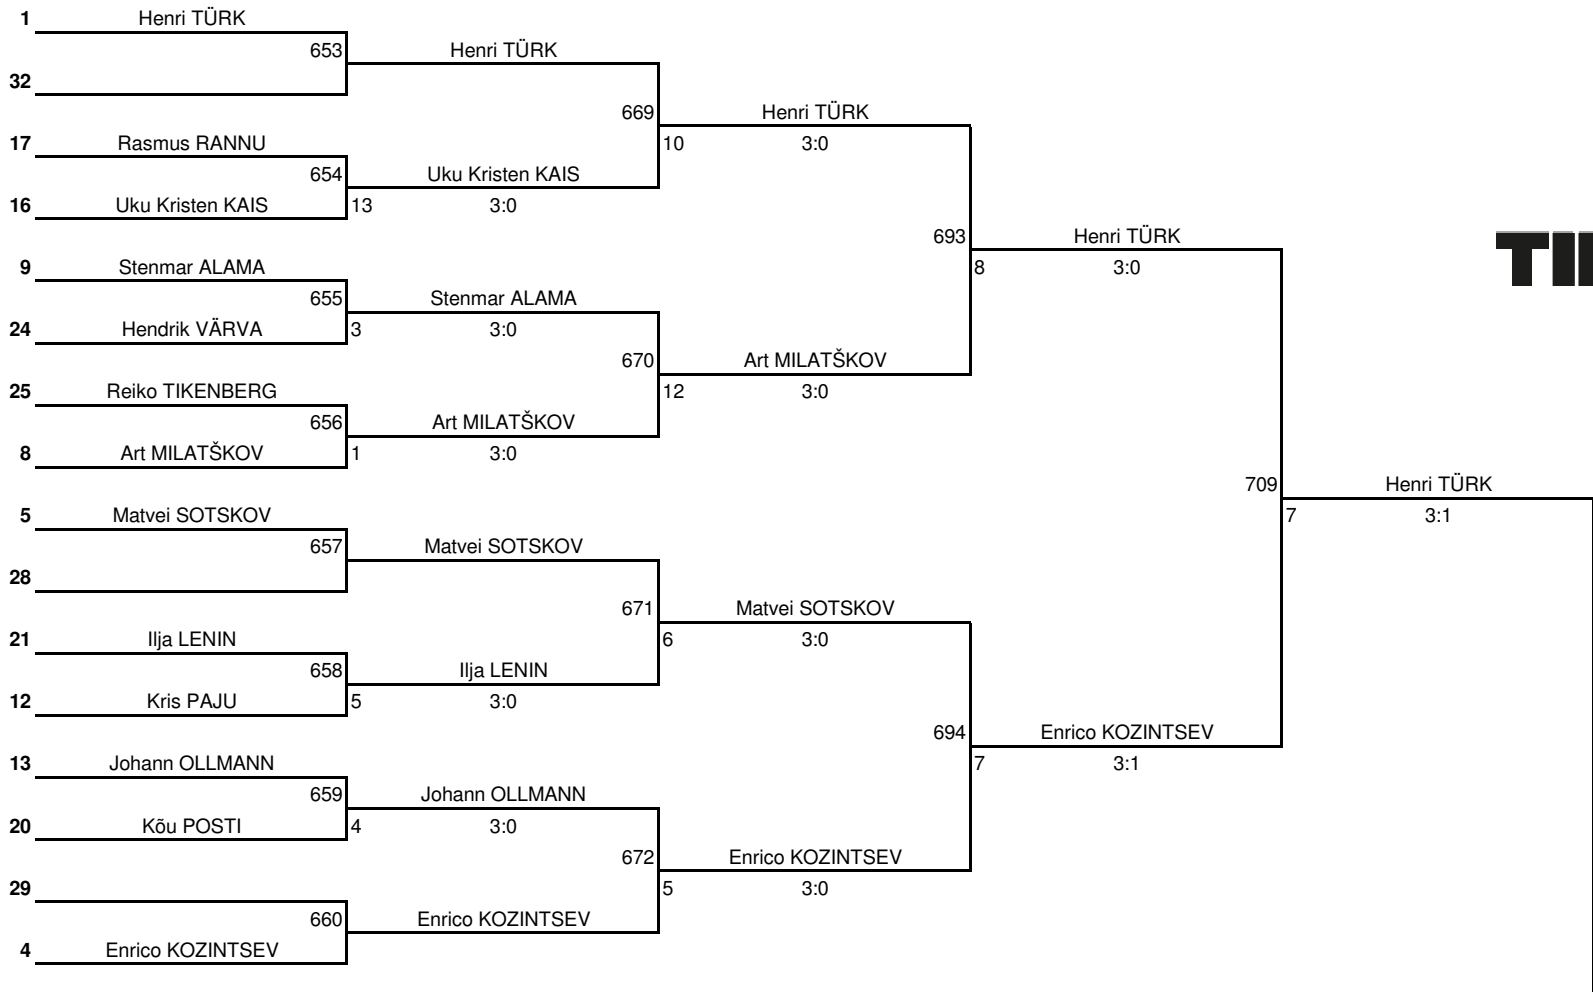 1 Henri TÜRK
653 Henri TÜRK
32
669 Henri TÜRK
17 Rasmus RANNU
10 3:0
654 Uku Kristen KAIS
16 Uku Kristen KAIS 13 3:0
693 Henri TÜRK
9 Stenmar ALAMA
8 3:0
655 Stenmar ALAMA
24 Hendrik VÄRVA 3 3:0
670 Art MILATŠKOV
25 Reiko TIKENBERG
12 3:0
656 Art MILATŠKOV
8 Art MILATŠKOV 1 3:0
709 Henri TÜRK
5 Matvei SOTSKOV
7 3:1
657 Matvei SOTSKOV
28
671 Matvei SOTSKOV
21 Ilja LENIN
6 3:0
658 Ilja LENIN
12 Kris PAJU 5 3:0
694 Enrico KOZINTSEV
13 Johann OLLMANN
7 3:1
659 Johann OLLMANN
20 Kõu POSTI 4 3:0
672 Enrico KOZINTSEV
29
5 3:0
660 Enrico KOZINTSEV
4 Enrico KOZINTSEV